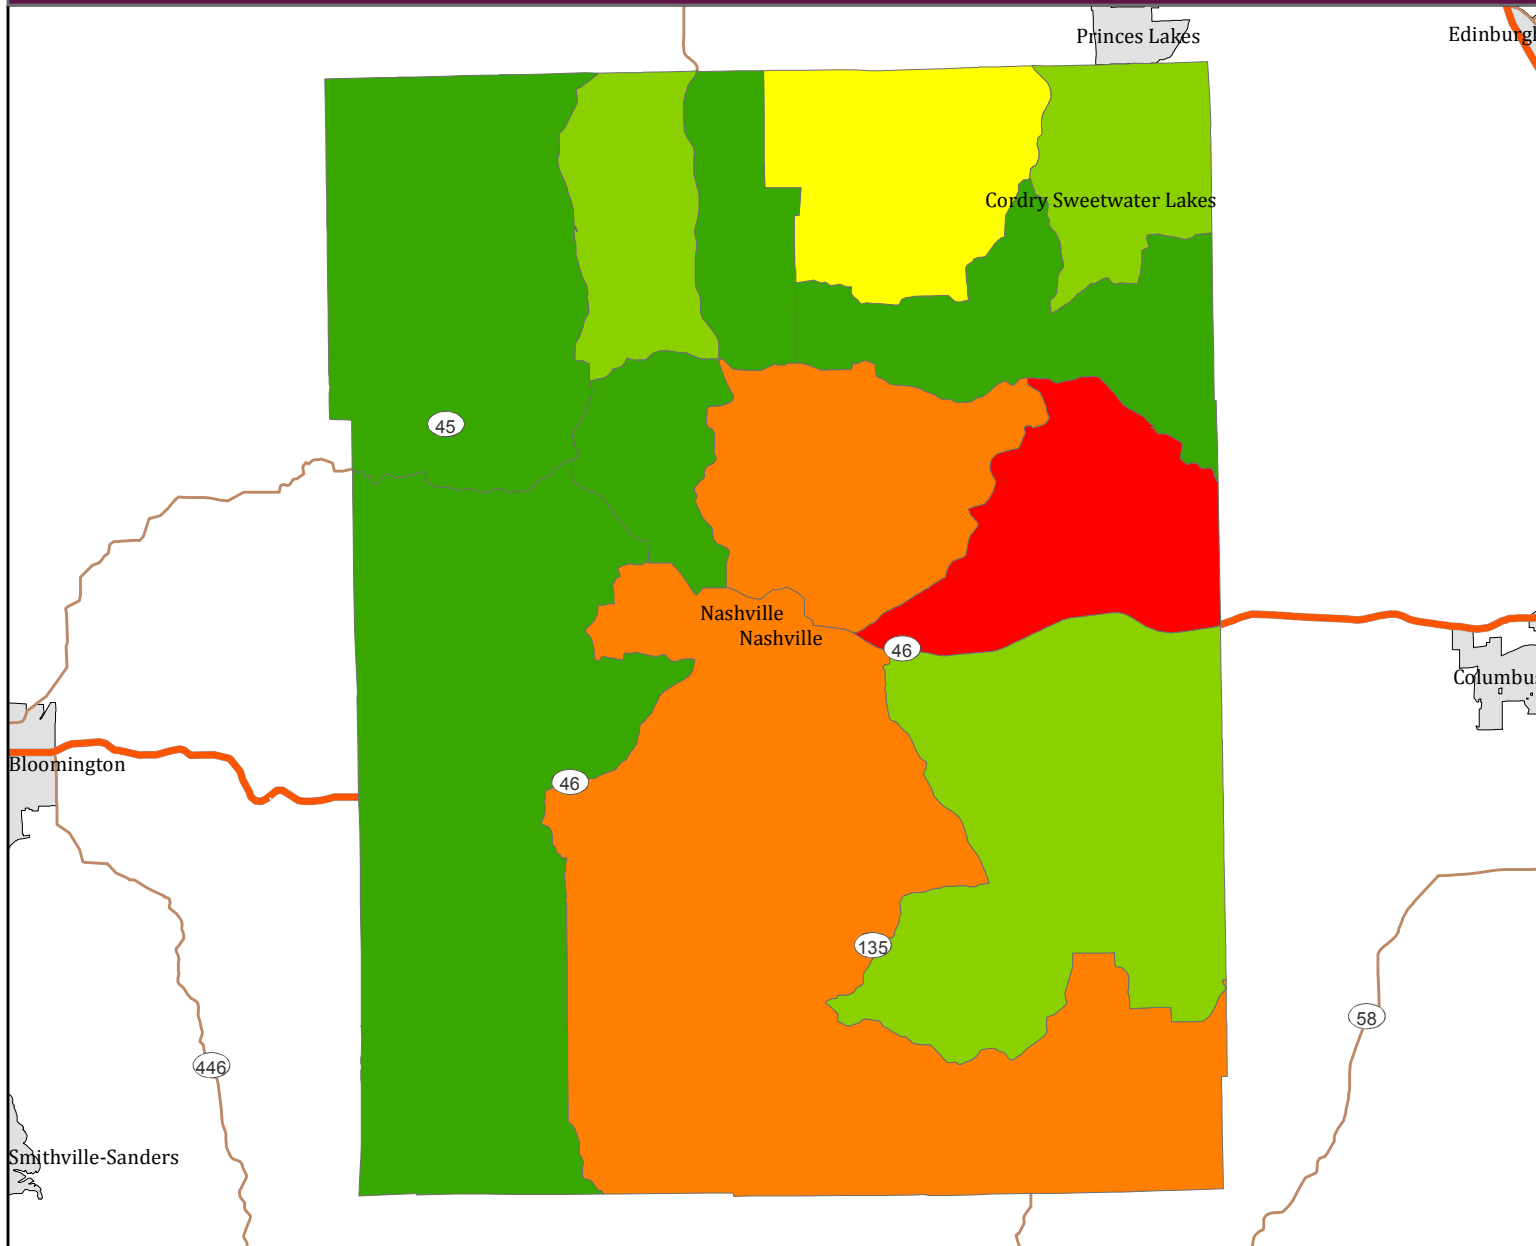 Princes Lakes
Edinburgh
Cordry Sweetwater Lakes
45
Nashville
Nashville
46
Columbus
Bloomington
46
135
58
446
Smithville-Sanders